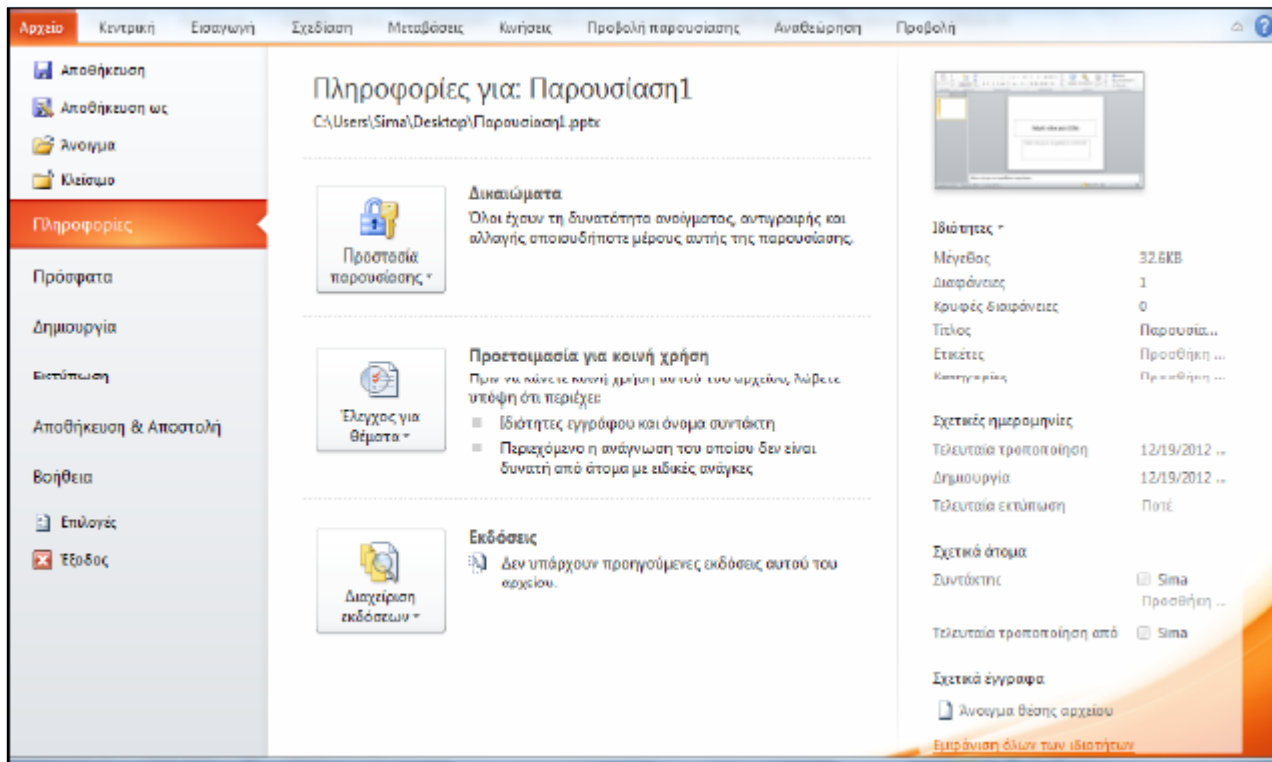 Αρχείο Κεντρική Εισαγωγή Σχεδίαση Μεταβάσεις Κινήσεις Προβολή παρουσίασης Αναθεώρηση Προβολή
Αποθήκευση
Αποθήκευση ως
Άνοιγμα
Κλείσιμο
Πληροφορίες
Πρόσφατα
Δημιουργία
Εκτύπωση
Αποθήκευση & Αποστολή
Βοήθεια
Επιλογές
Έξοδος
Πληροφορίες για: Παρουσίαση1
C:\Users\Sima\Desktop\Παρουσίαση1.pptx
Προστασία
παρουσίασης
Δικαιώματα
Όλοι έχουν τη δυνατότητα ανοίγματος, αντιγραφής και
αλλαγής οποιουδήποτε μέρους αυτής της παρουσίασης.
Έλεγχος για
θέματα
Προετοιμασία για κοινή χρήση
Πριν να κάνετε κοινή χρήση αυτού του αρχείου, λάβετε
υπόψη ότι περιέχει:
Ιδιότητες εγγράφου και όνομα συντάκτη
Περιεχόμενο η ανάγνωση του οποίου δεν είναι
δυνατή από άτομα με ειδικές ανάγκες
Διαχείριση
εκδόσεων
Εκδόσεις
Δεν υπάρχουν προηγούμενες εκδόσεις αυτού του
αρχείου.
Ιδιότητες
Μέγεθος 32.6KB
Διαφάνειες 1
Κρυφές διαφάνειες 0
Τίτλος Παρουσία...
Ετικέτες Προσθήκη ...
Κατηγορίες Προσθήκη ...
Σχετικές ημερομηνίες
Τελευταία τροποποίηση 12/19/2012 ...
Δημιουργία 12/19/2012 ...
Τελευταία εκτύπωση Ποτέ
Σχετικά άτομα
Συντάκτης Sima
Προσθήκη ...
Τελευταία τροποποίηση από Sima
Σχετικά έγγραφα
Άνοιγμα θέσης αρχείου
Εμφάνιση όλων των ιδιοτήτων